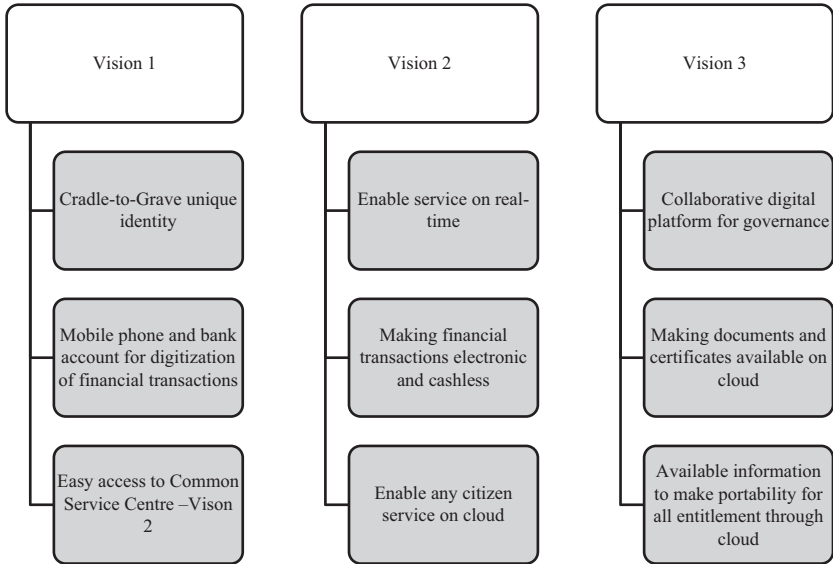 Vision 1
Cradle-to-Grave unique
identity
Mobile phone and bank
account for digitization
of financial transactions
Easy access to Common
Service Centre –Vison
2
Vision 2
Enable service on real-
time
Making financial
transactions electronic
and cashless
Enable any citizen
service on cloud
Vision 3
Collaborative digital
platform for governance
Making documents and
certificates available on
cloud
Available information
to make portability for
all entitlement through
cloud